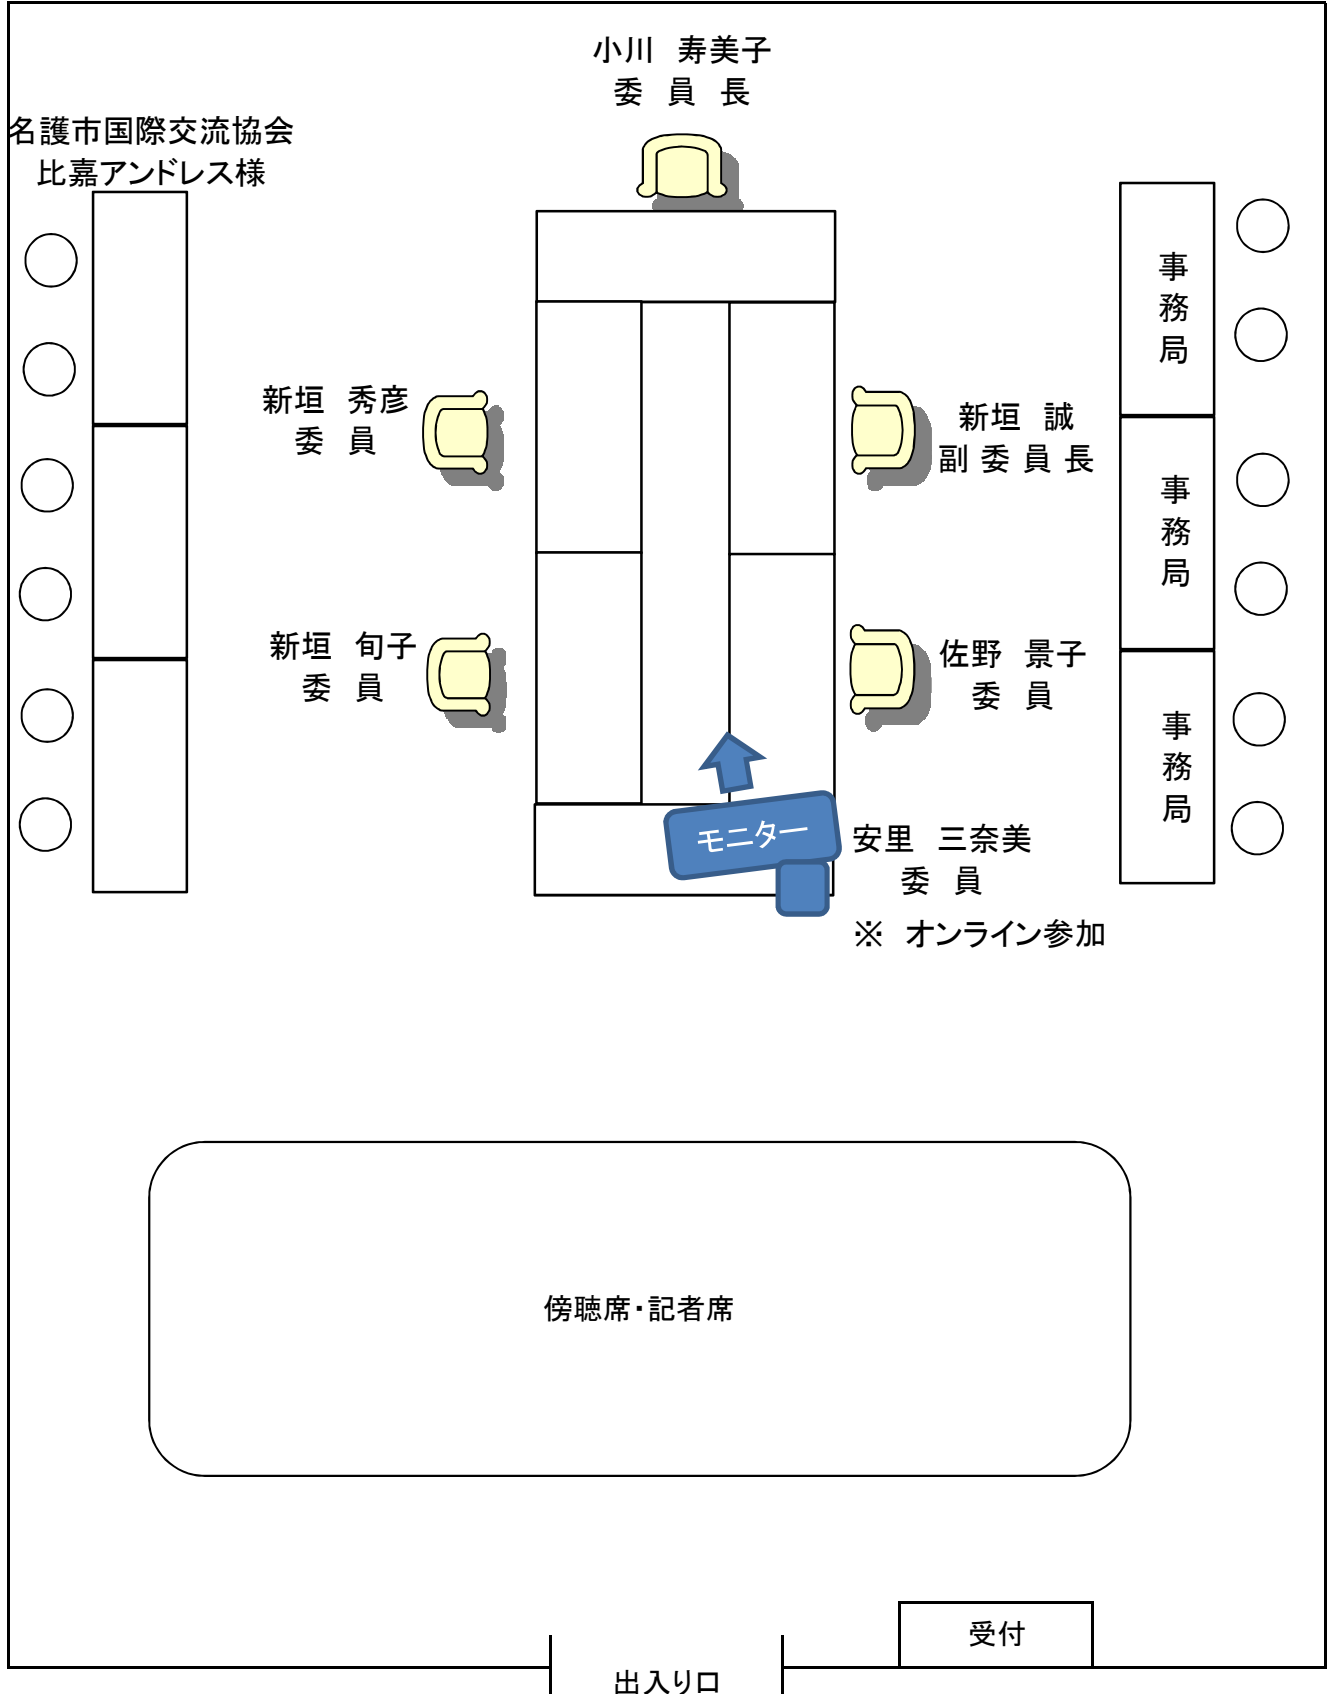 小川　寿美子
委　員　長
名護市国際交流協会
比嘉アンドレス様
事務局
新垣　秀彦
委　員
新垣　誠
副 委 員 長
事務局
新垣　旬子
委　員
佐野　景子
委　員
事務局
モニター
安里　三奈美
委　員
※　オンライン参加
傍聴席・記者席
受付
出入り口